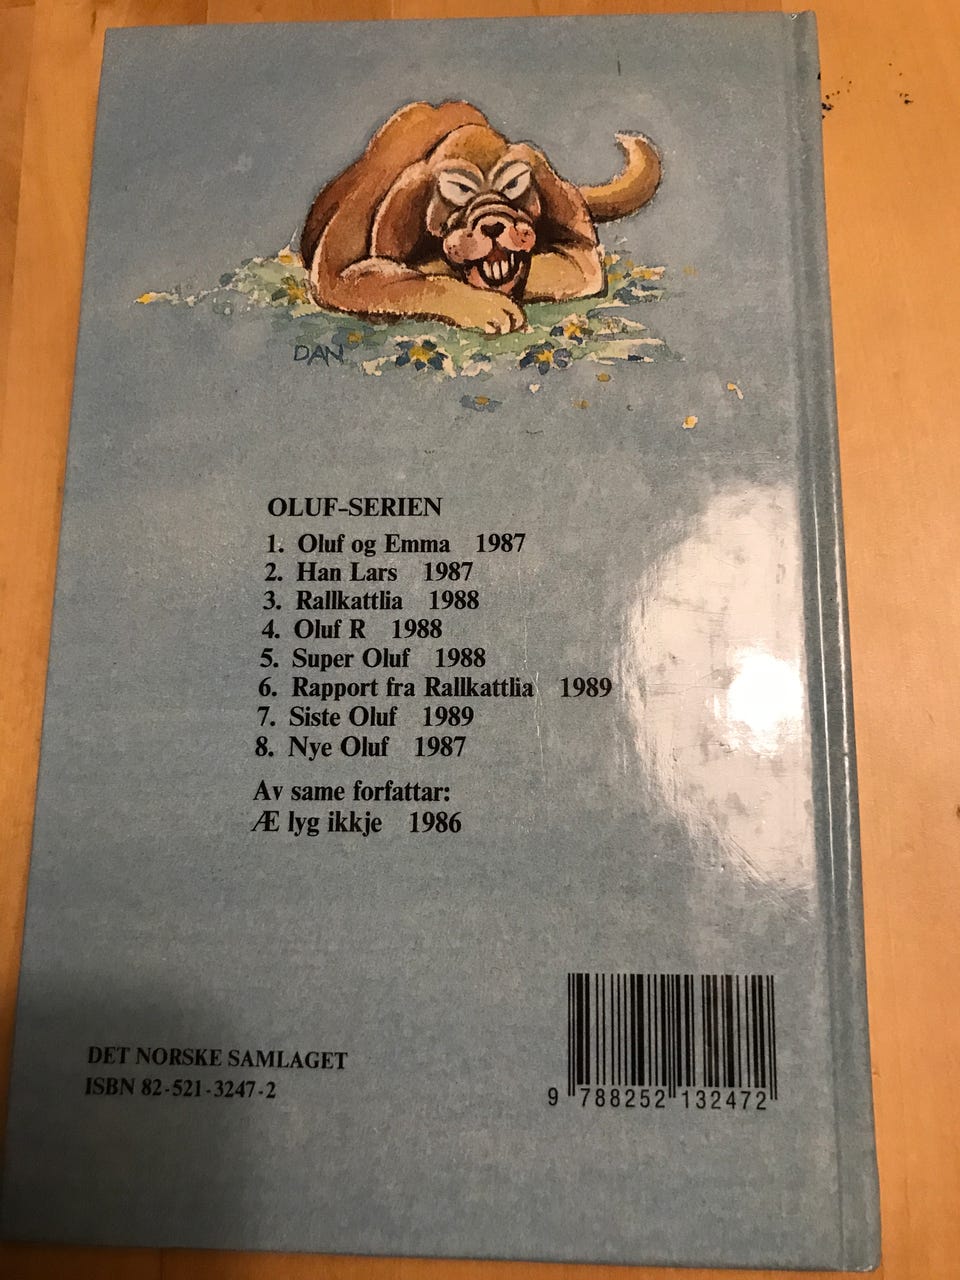 DAN
OLUF-SERIEN
1. Oluf og Emma 1987
2. Han Lars 1987
3. Rallkattlia 1988
4. Oluf R 1988
5. Super Oluf 1988
6. Rapport fra Rallkattlia 1989
7. Siste Oluf 1989
8. Nye Oluf 1987
Av same forfattar:
Æ lyg ikkje 1986
DET NORSKE SAMLAGET
ISBN 82-521-3247-2
9 788252 132472